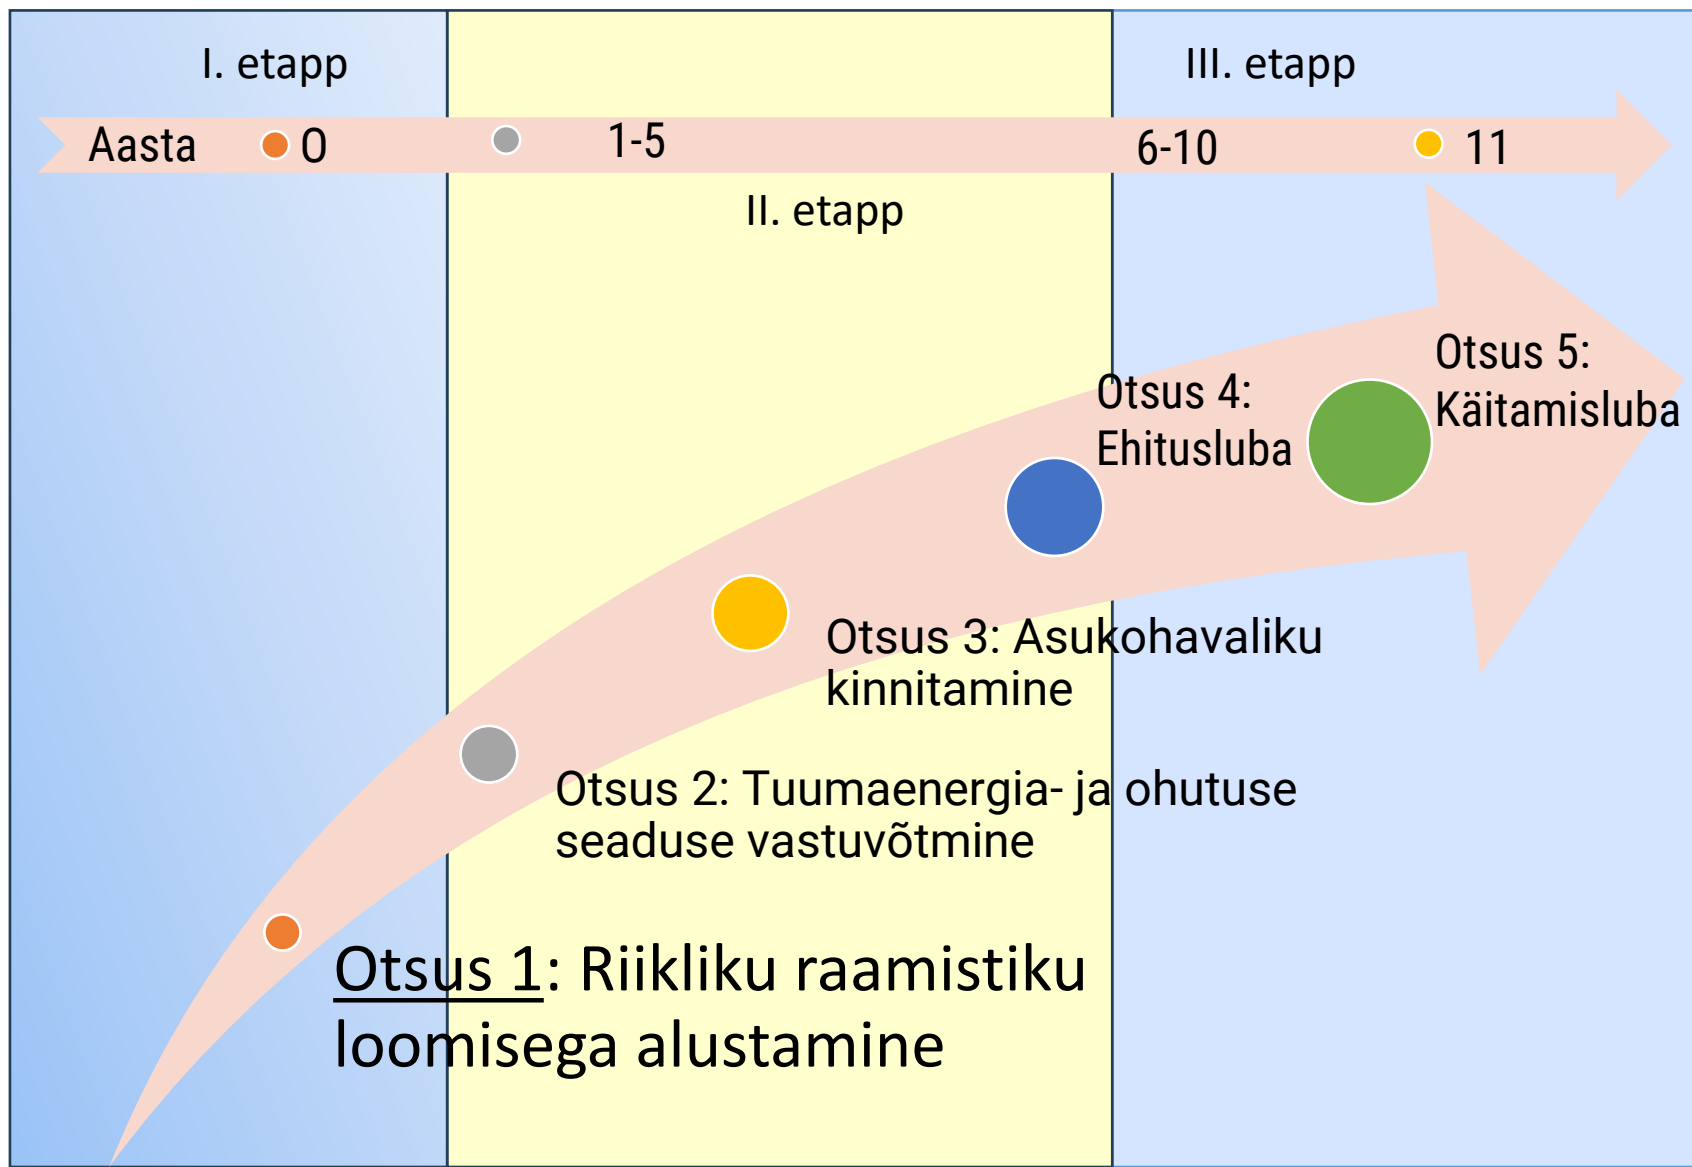 I. etapp
III. etapp
Aasta
0
1-5
6-10
11
II. etapp
Otsus 5:
Käitamisluba
Otsus 4:
Ehitusluba
Otsus 3: Asukohavaliku
kinnitamine
Otsus 2: Tuumaenergia- ja ohutuse
seaduse vastuvõtmine
Otsus 1: Riikliku raamistiku
loomisega alustamine